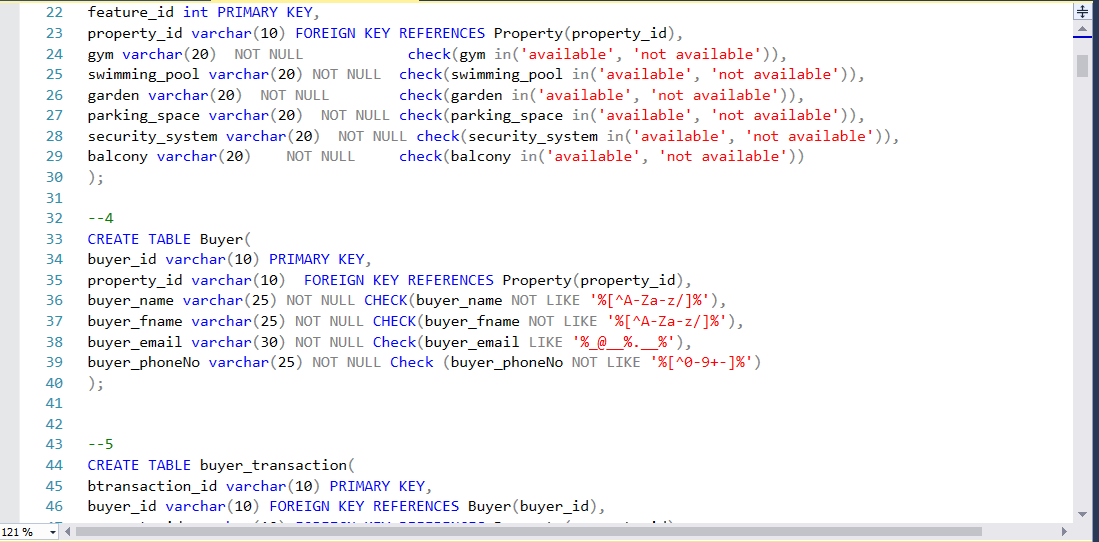 22 feature_id int PRIMARY KEY,
23 property_id varchar(10) FOREIGN KEY REFERENCES Property(property_id),
24 gym varchar(20)  NOT NULL            check(gym in('available', 'not available')),
25 swimming_pool varchar(20) NOT NULL  check(swimming_pool in('available', 'not available')),
26 garden varchar(20)  NOT NULL        check(garden in('available', 'not available')),
27 parking_space varchar(20)  NOT NULL check(parking_space in('available', 'not available')),
28 security_system varchar(20)  NOT NULL check(security_system in('available', 'not available')),
29 balcony varchar(20)    NOT NULL     check(balcony in('available', 'not available'))
30 );
31
32 --4
33 CREATE TABLE Buyer(
34 buyer_id varchar(10) PRIMARY KEY,
35 property_id varchar(10)  FOREIGN KEY REFERENCES Property(property_id),
36 buyer_name varchar(25) NOT NULL CHECK(buyer_name NOT LIKE '%[^A-Za-z/]%'),
37 buyer_fname varchar(25) NOT NULL CHECK(buyer_fname NOT LIKE '%[^A-Za-z/]%'),
38 buyer_email varchar(30) NOT NULL Check(buyer_email LIKE '%_@__%.__%'),
39 buyer_phoneNo varchar(25) NOT NULL Check (buyer_phoneNo NOT LIKE '%[^0-9+-]%')
40 );
41
42
43 --5
44 CREATE TABLE buyer_transaction(
45 btransaction_id varchar(10) PRIMARY KEY,
46 buyer_id varchar(10) FOREIGN KEY REFERENCES Buyer(buyer_id),
121 %